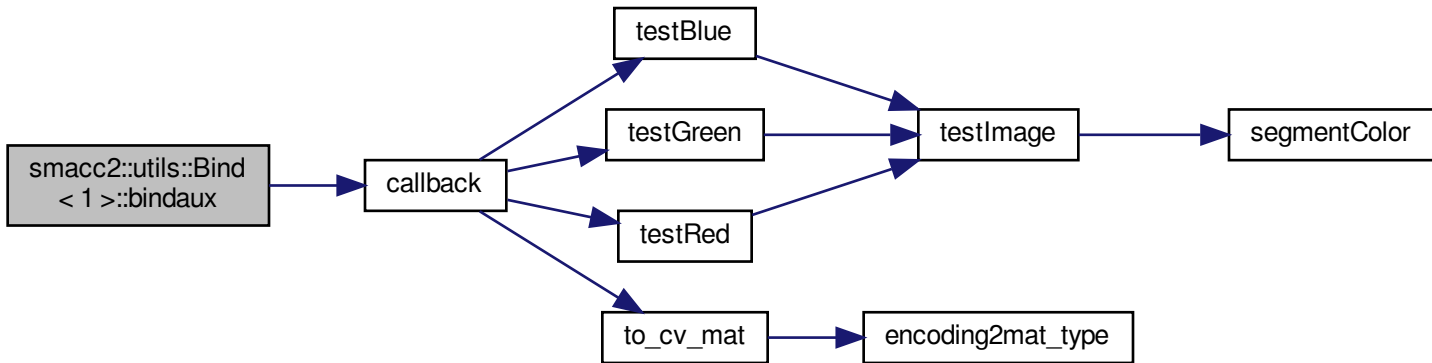 smacc2::utils::Bind
< 1 >::bindaux
callback
testBlue
testGreen
testRed
to_cv_mat
testImage
encoding2mat_type
segmentColor